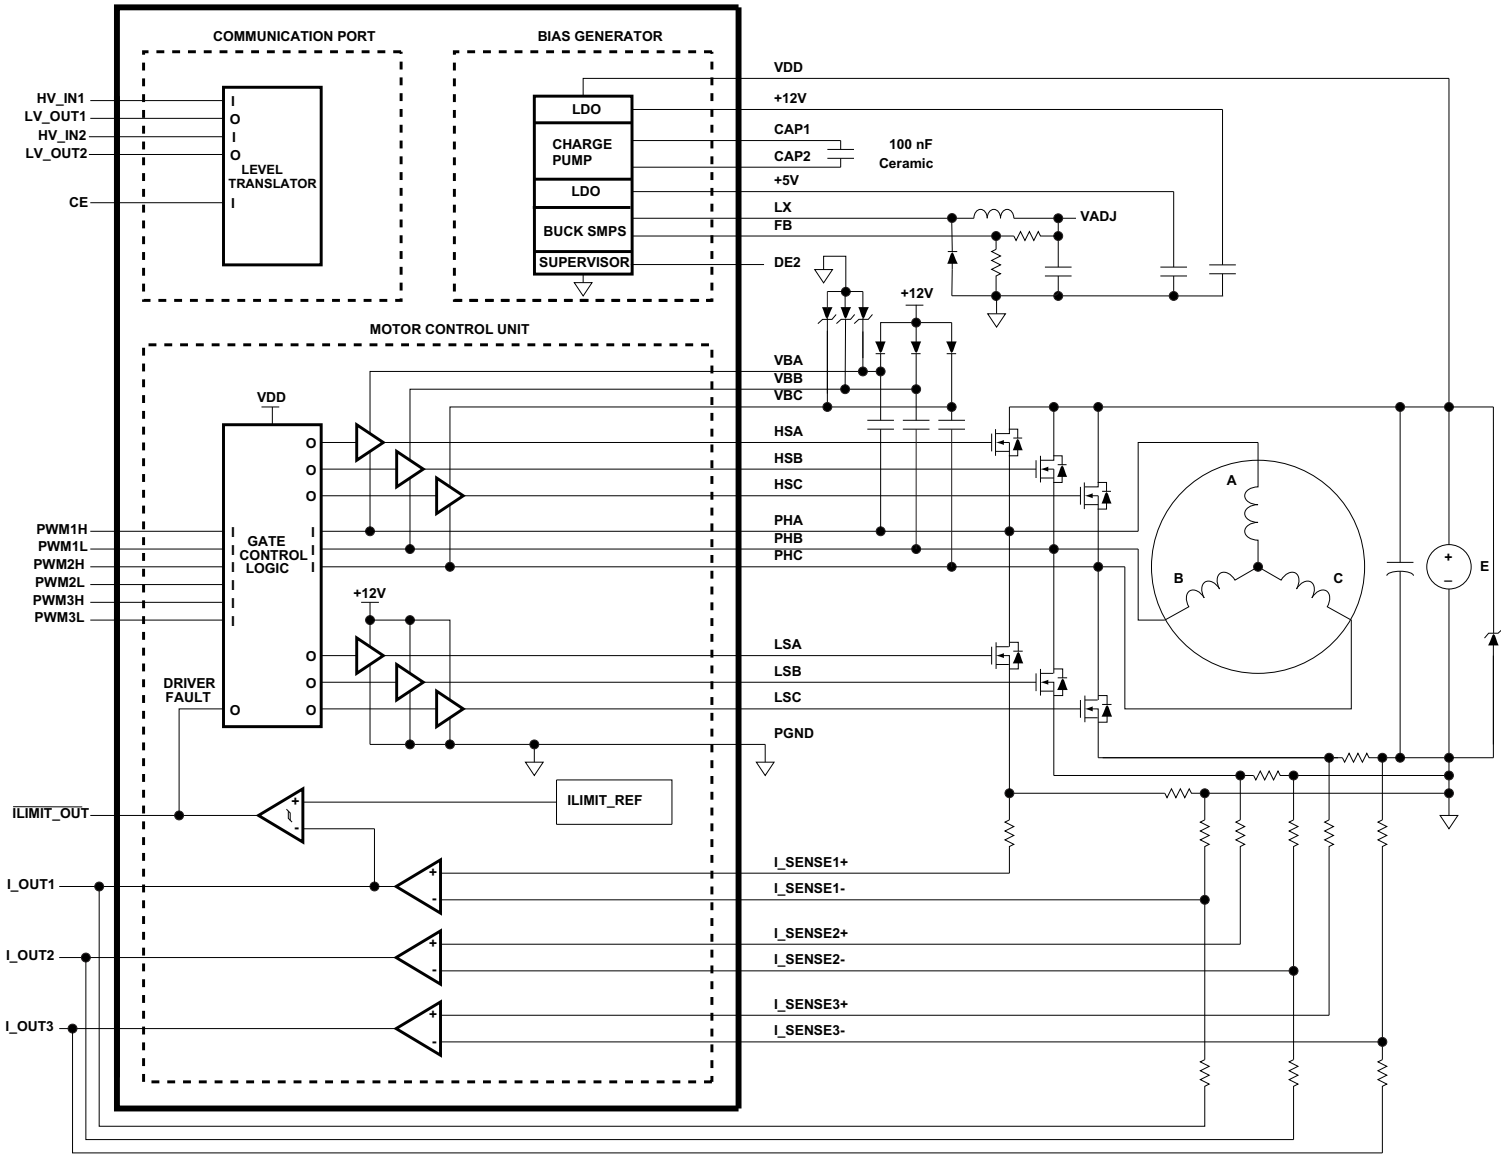 COMMUNICATION PORT
BIAS GENERATOR
HV_IN1
LV_OUT1
HV_IN2
LV_OUT2
CE
I
O
I
O
I
LEVEL
TRANSLATOR
LDO
CHARGE
PUMP
LDO
BUCK SMPS
SUPERVISOR
VDD
+12V
CAP1
CAP2
100 nF
Ceramic
+5V
LX
FB
VADJ
DE2
+12V
MOTOR CONTROL UNIT
VDD
VBA
VBB
VBC
HSA
HSB
HSC
PHA
PHB
PHC
PWM1H
PWM1L
PWM2H
PWM2L
PWM3H
PWM3L
I
I
I
I
I
I
GATE
CONTROL
LOGIC
O
O
O
I
I
I
O
O
O
O
+12V
DRIVER
FAULT
LSA
LSB
LSC
PGND
A
B
C
+
–
E
ILIMIT_OUT
+
-
ILIMIT_REF
I_OUT1
+
-
I_SENSE1+
I_SENSE1-
I_OUT2
+
-
I_SENSE2+
I_SENSE2-
I_OUT3
+
-
I_SENSE3+
I_SENSE3-